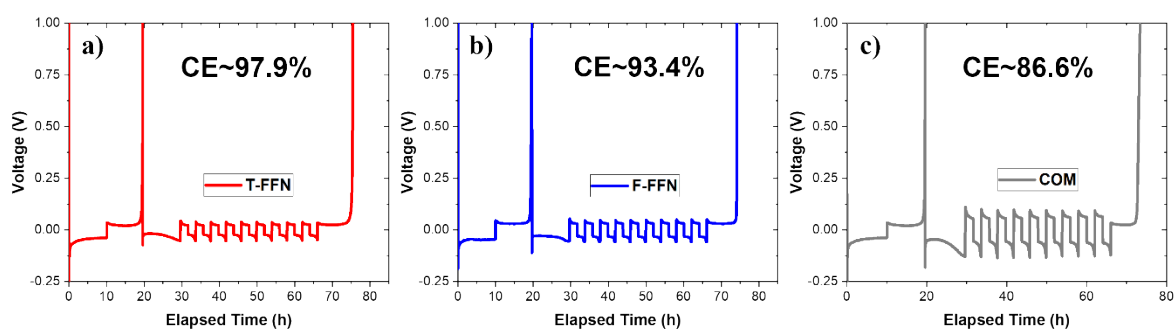 a)
CE~97.9%
T-FFN
1.00
0.75
0.50
0.25
0.00
-0.25
Voltage (V)
0 10 20 30 40 50 60 70 80
Elapsed Time (h)
b)
CE~93.4%
F-FFN
1.00
0.75
0.50
0.25
0.00
-0.25
Voltage (V)
0 10 20 30 40 50 60 70 80
Elapsed Time (h)
c)
CE~86.6%
COM
1.00
0.75
0.50
0.25
0.00
-0.25
Voltage (V)
0 20 40 60 80
Elapsed Time (h)